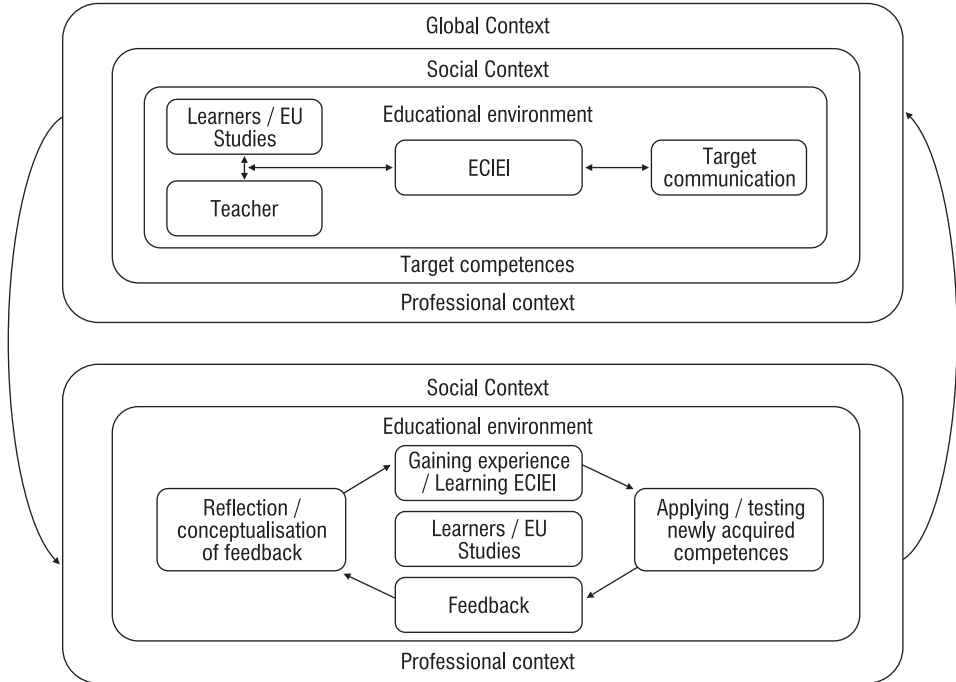 Global Context
Social Context
Educational environment
Learners / EU
Studies
Teacher
ECIEI
Target
communication
Target competences
Professional context
Social Context
Educational environment
Gaining experience
/ Learning ECIEI
Reflection /
conceptualisation
of feedback
Learners / EU
Studies
Applying / testing
newly acquired
competences
Feedback
Professional context